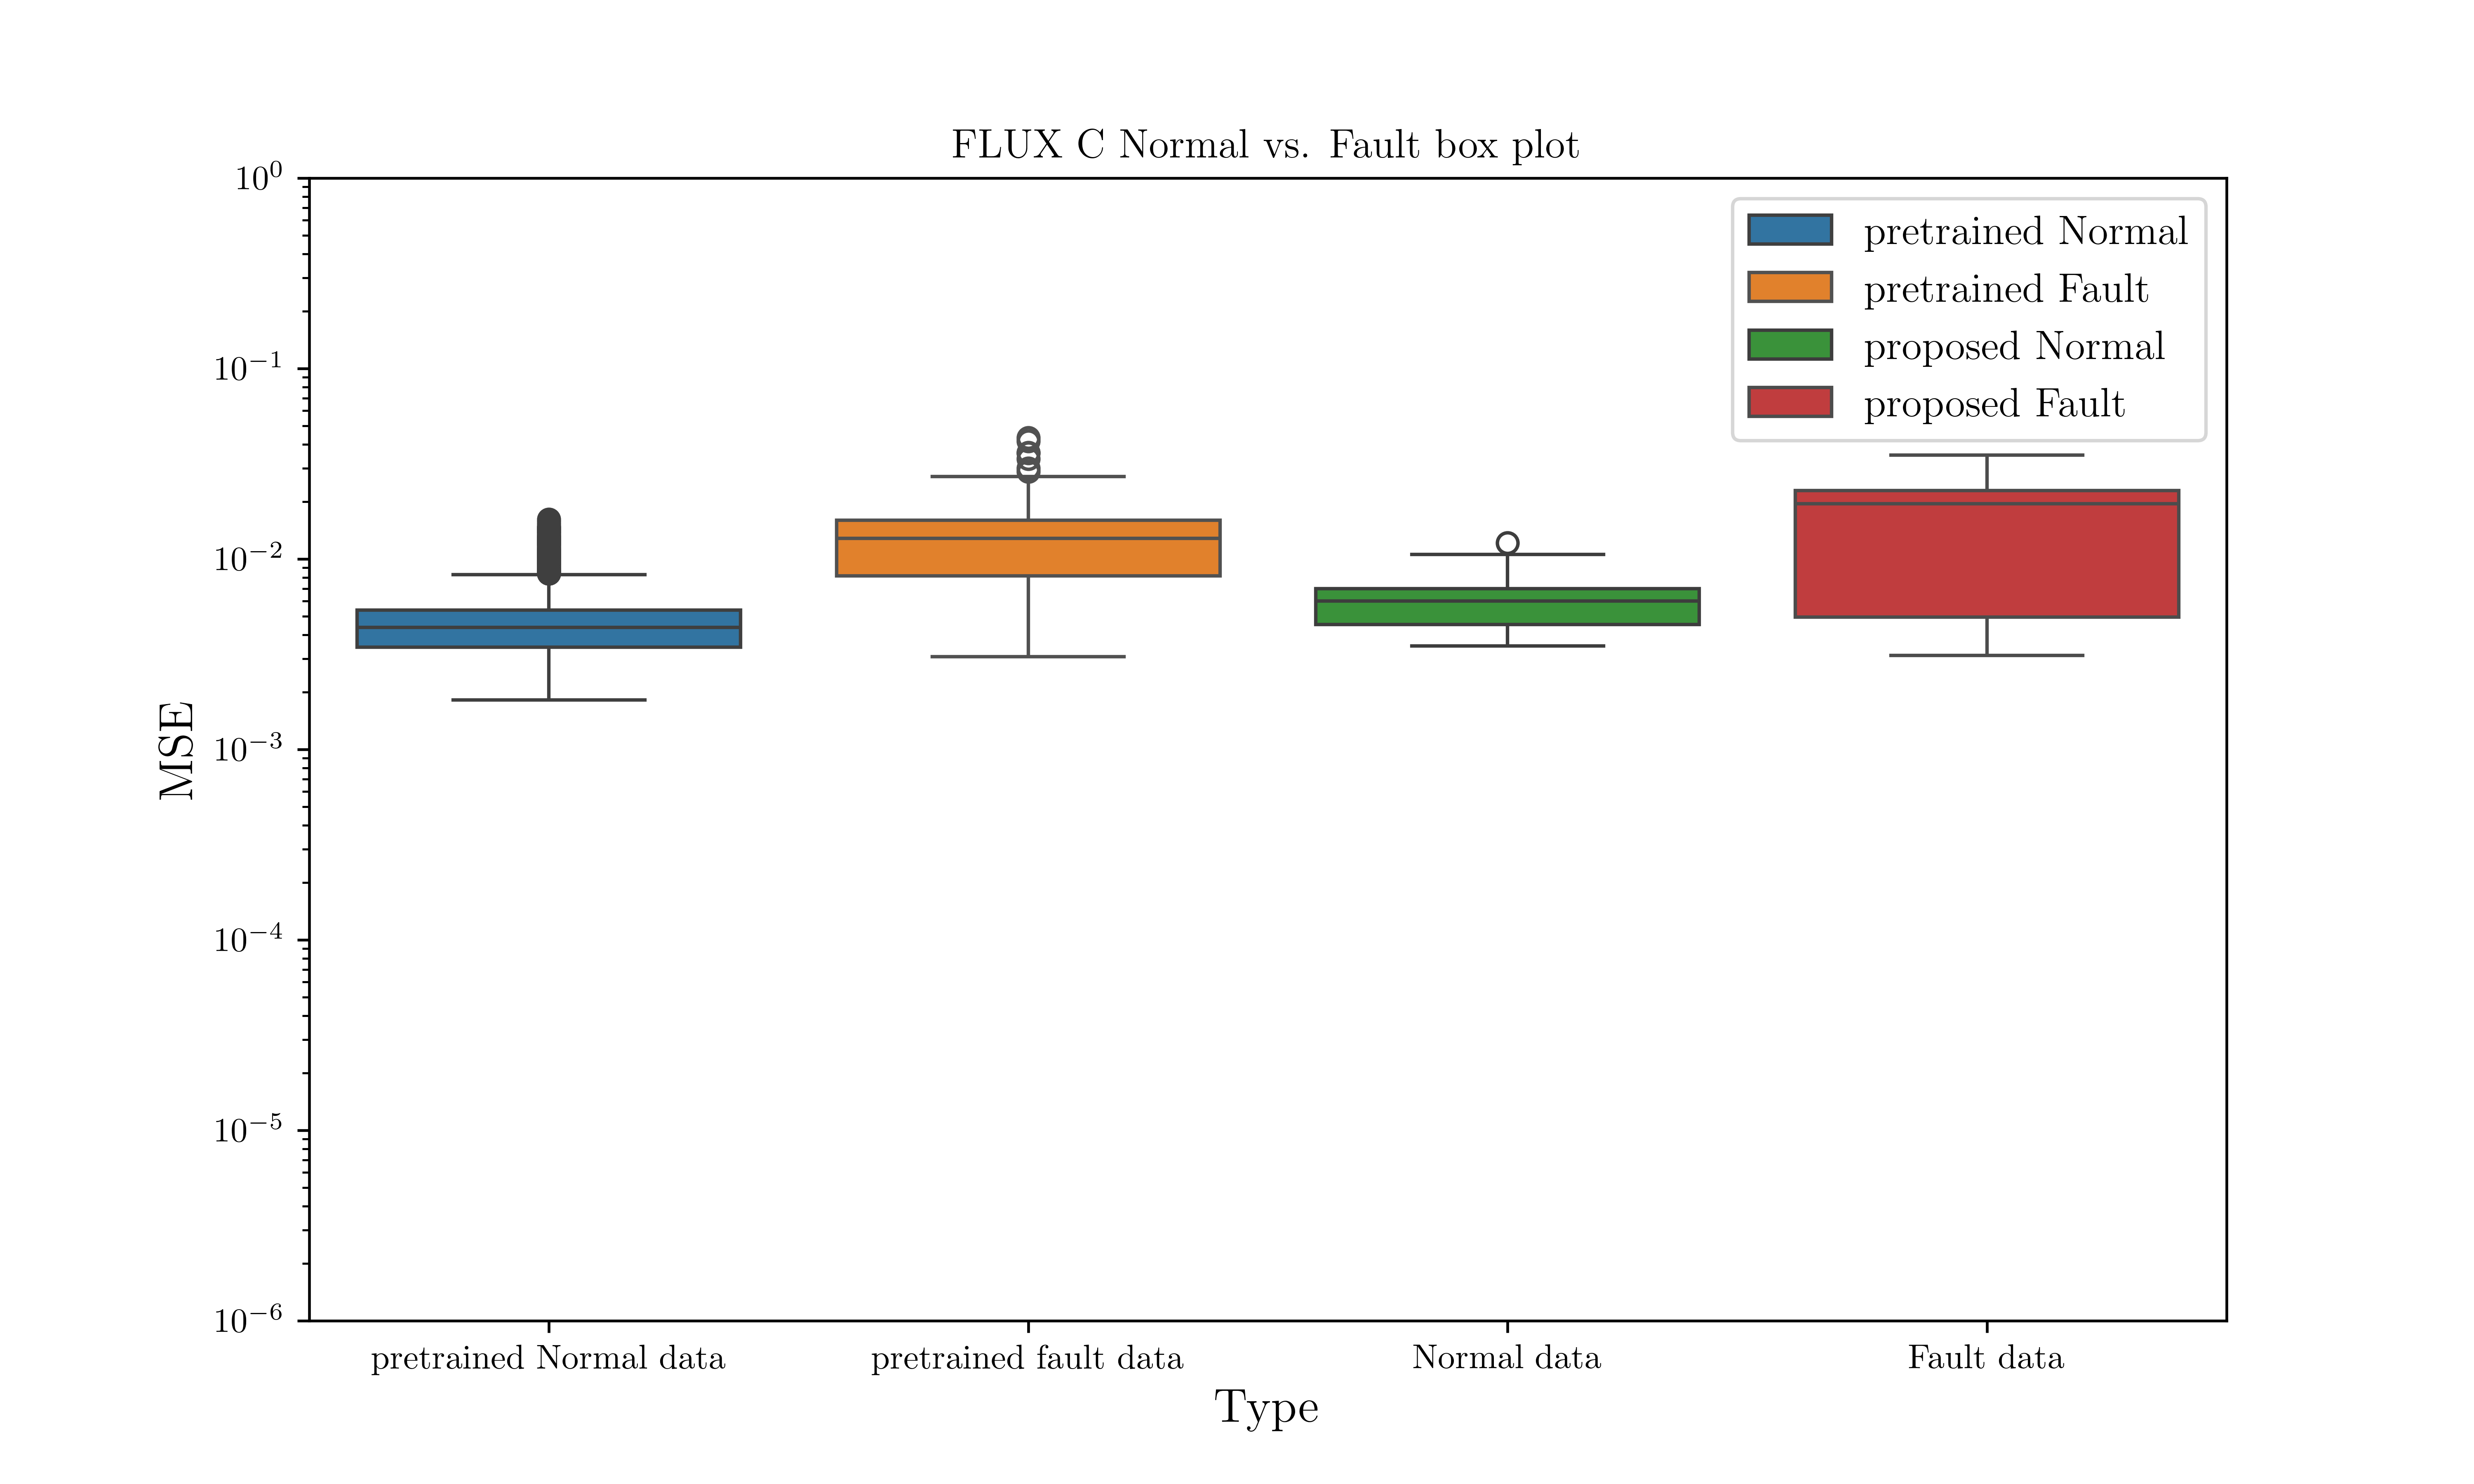 FLUX C Normal vs. Fault box plot
10⁰
10⁻¹
10⁻²
10⁻³
10⁻⁴
10⁻⁵
10⁻⁶
MSE
pretrained Normal
pretrained Fault
proposed Normal
proposed Fault
pretrained Normal data
pretrained fault data
Normal data
Fault data
Type